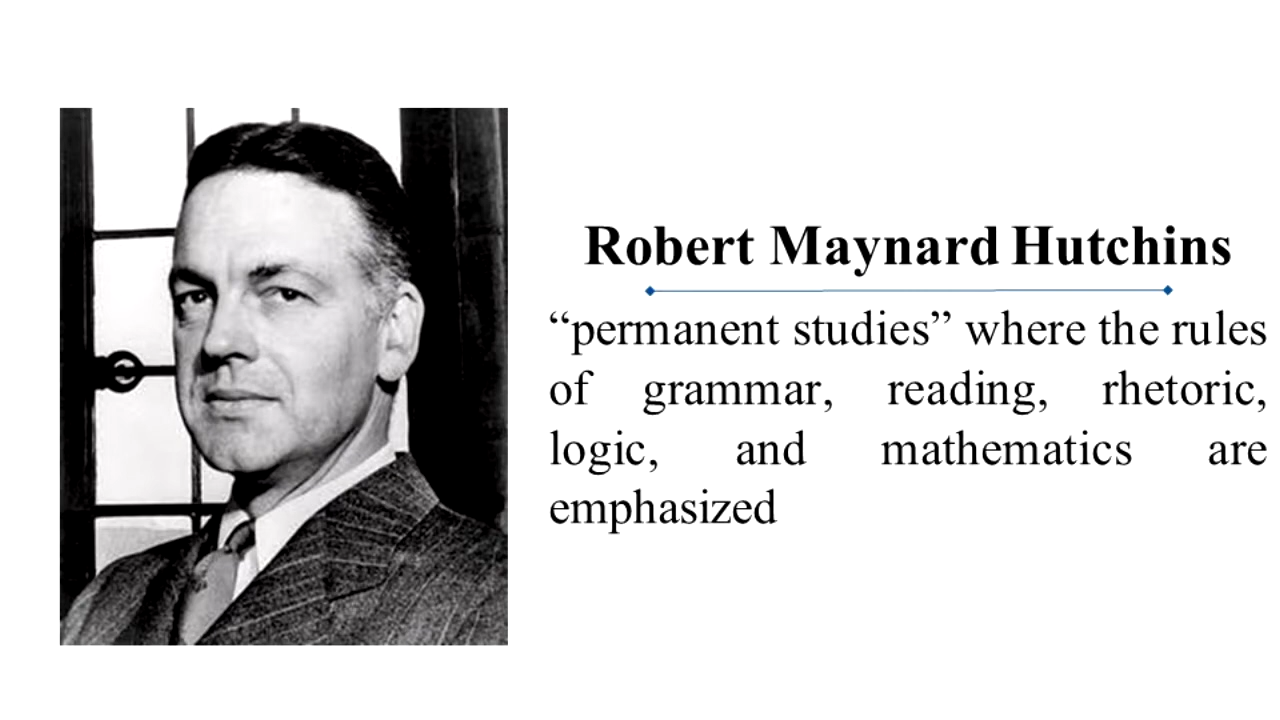 Robert Maynard Hutchins
“permanent studies” where the rules
of grammar, reading, rhetoric,
logic, and mathematics are
emphasized